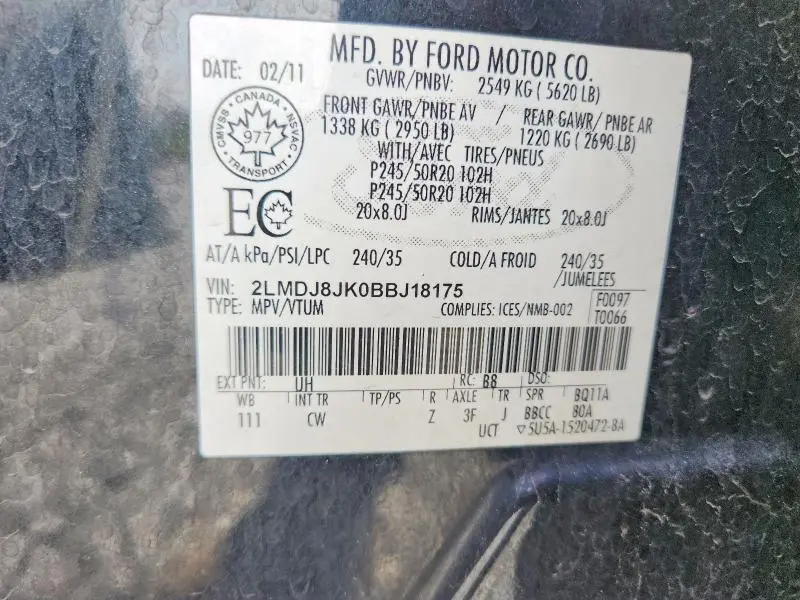 MFD. BY FORD MOTOR CO.
DATE: 02/11
GVWR/PNBV: 2549 KG ( 5620 LB)
FRONT GAWR/PNBE AV / REAR GAWR/ PNBE AR
1338 KG ( 2950 LB) 1220 KG ( 2690 LB)
WITH/AVEC TIRES/PNEUS
P245/50R20 102H
P245/50R20 102H
20x8.0J RIMS/JANTES 20x8.0J
CMVSS · CANADA · NSVAC
977
TRANSPORT
EC
AT/A kPa/PSI/LPC 240/35 COLD/A FROID 240/35
/JUMELEES
VIN: 2LMDJ8JK0BBJ18175
F0097
TYPE: MPV/VTUM COMPLIES: ICES/NMB-002
T0066
EXT PNT: UH RC: B8 DSO:
WB INT TR TP/PS R AXLE TR SPR BQ11A
111 CW Z 3F J BBCC 80A
UCT ▽5U5A-1520472-BA